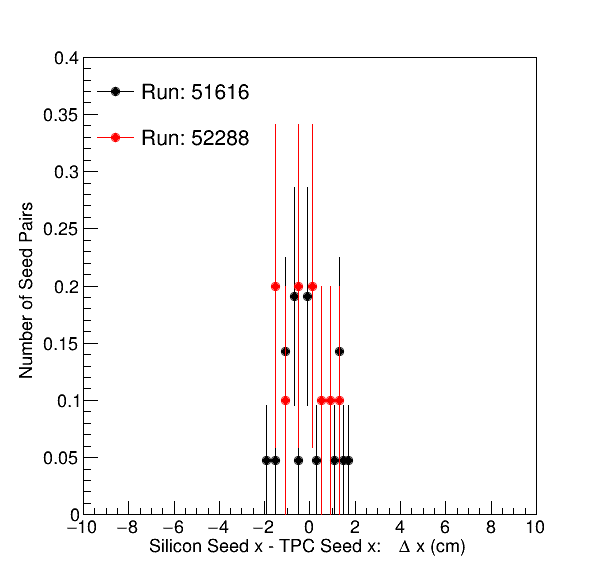 0.4
0.35
0.3
0.25
0.2
0.15
0.1
0.05
0
Number of Seed Pairs
Run: 51616
Run: 52288
−10 −8 −6 −4 −2 0 2 4 6 8 10
Silicon Seed x - TPC Seed x: Δ x (cm)